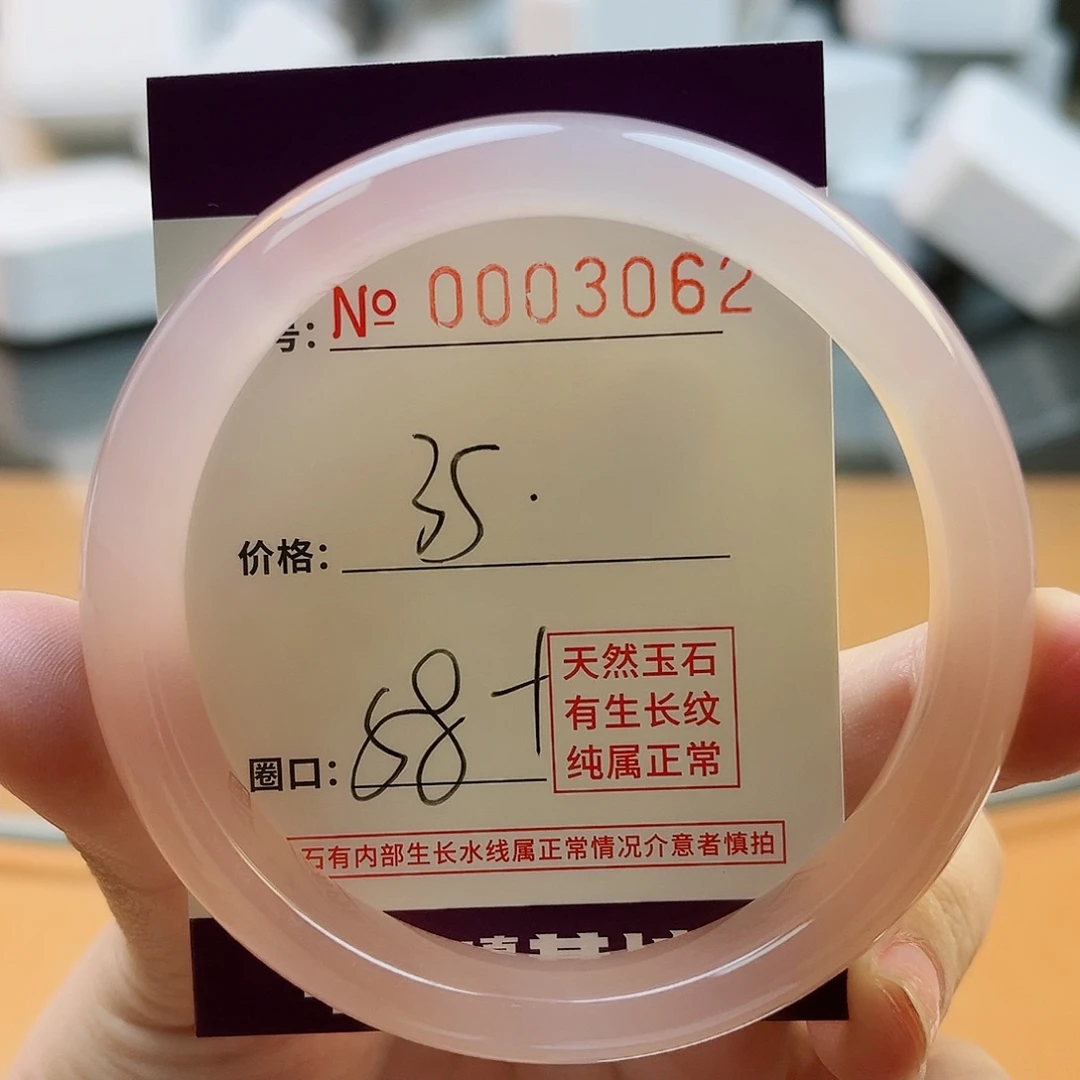 号: № 0003062
价格: 35.
圈口: 58+
天然玉石
有生长纹
纯属正常
石有内部生长水线属正常情况介意者慎拍